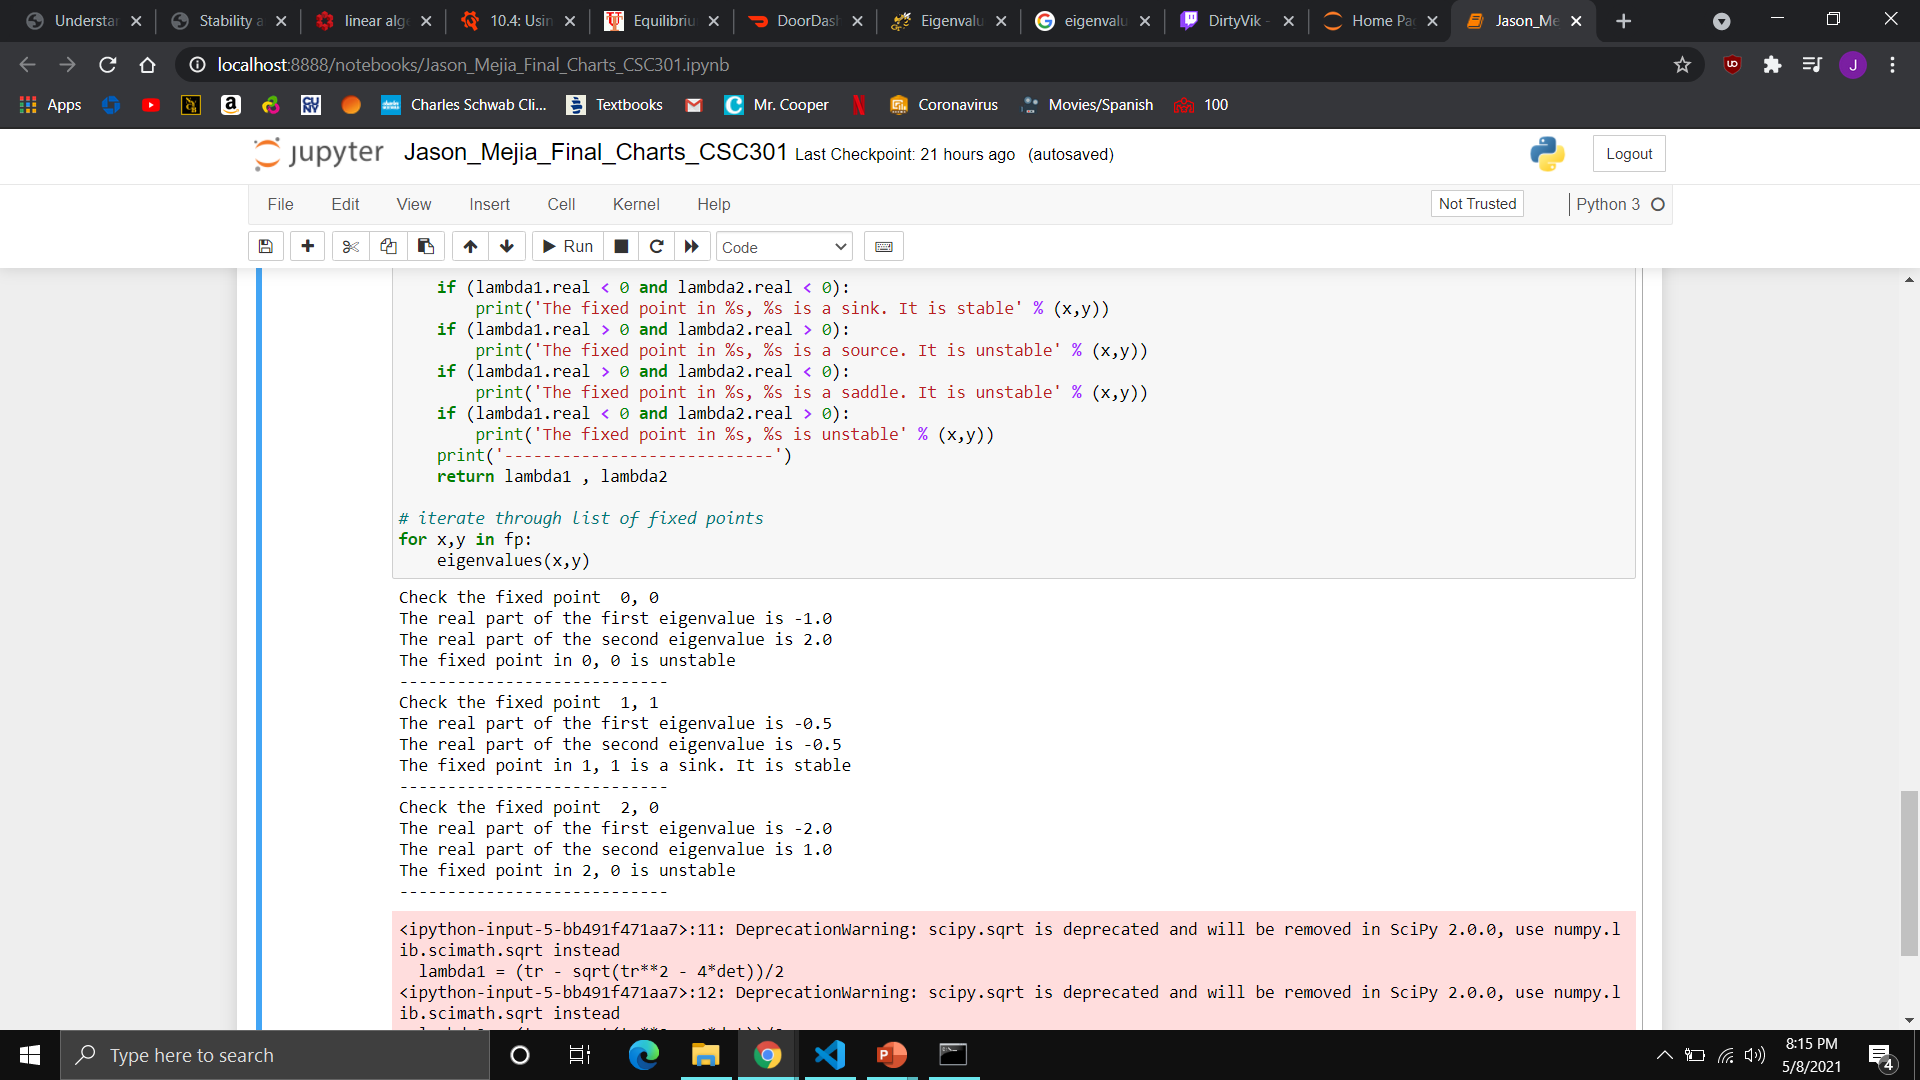 Understan
Stability a
linear alge
10.4: Usin
Equilibriu
DoorDash
Eigenvalu
eigenvalu
DirtyVik -
Home Pag
Jason_Me
localhost:8888/notebooks/Jason_Mejia_Final_Charts_CSC301.ipynb
J
Apps
CU NY
Charles Schwab Cli...
Textbooks
Mr. Cooper
Coronavirus
Movies/Spanish
100
jupyter
Jason_Mejia_Final_Charts_CSC301 Last Checkpoint: 21 hours ago (autosaved)
Logout
File Edit View Insert Cell Kernel Help
Not Trusted
Python 3
Run
Code
if (lambda1.real < 0 and lambda2.real < 0):
print('The fixed point in %s, %s is a sink. It is stable' % (x,y))
if (lambda1.real > 0 and lambda2.real > 0):
print('The fixed point in %s, %s is a source. It is unstable' % (x,y))
if (lambda1.real > 0 and lambda2.real < 0):
print('The fixed point in %s, %s is a saddle. It is unstable' % (x,y))
if (lambda1.real < 0 and lambda2.real > 0):
print('The fixed point in %s, %s is unstable' % (x,y))
print('----------------------------')
return lambda1 , lambda2
# iterate through list of fixed points
for x,y in fp:
eigenvalues(x,y)
Check the fixed point  0, 0
The real part of the first eigenvalue is -1.0
The real part of the second eigenvalue is 2.0
The fixed point in 0, 0 is unstable
----------------------------
Check the fixed point  1, 1
The real part of the first eigenvalue is -0.5
The real part of the second eigenvalue is -0.5
The fixed point in 1, 1 is a sink. It is stable
----------------------------
Check the fixed point  2, 0
The real part of the first eigenvalue is -2.0
The real part of the second eigenvalue is 1.0
The fixed point in 2, 0 is unstable
----------------------------
<ipython-input-5-bb491f471aa7>:11: DeprecationWarning: scipy.sqrt is deprecated and will be removed in SciPy 2.0.0, use numpy.l
ib.scimath.sqrt instead
lambda1 = (tr - sqrt(tr**2 - 4*det))/2
<ipython-input-5-bb491f471aa7>:12: DeprecationWarning: scipy.sqrt is deprecated and will be removed in SciPy 2.0.0, use numpy.l
ib.scimath.sqrt instead
Type here to search
8:15 PM
5/8/2021
4